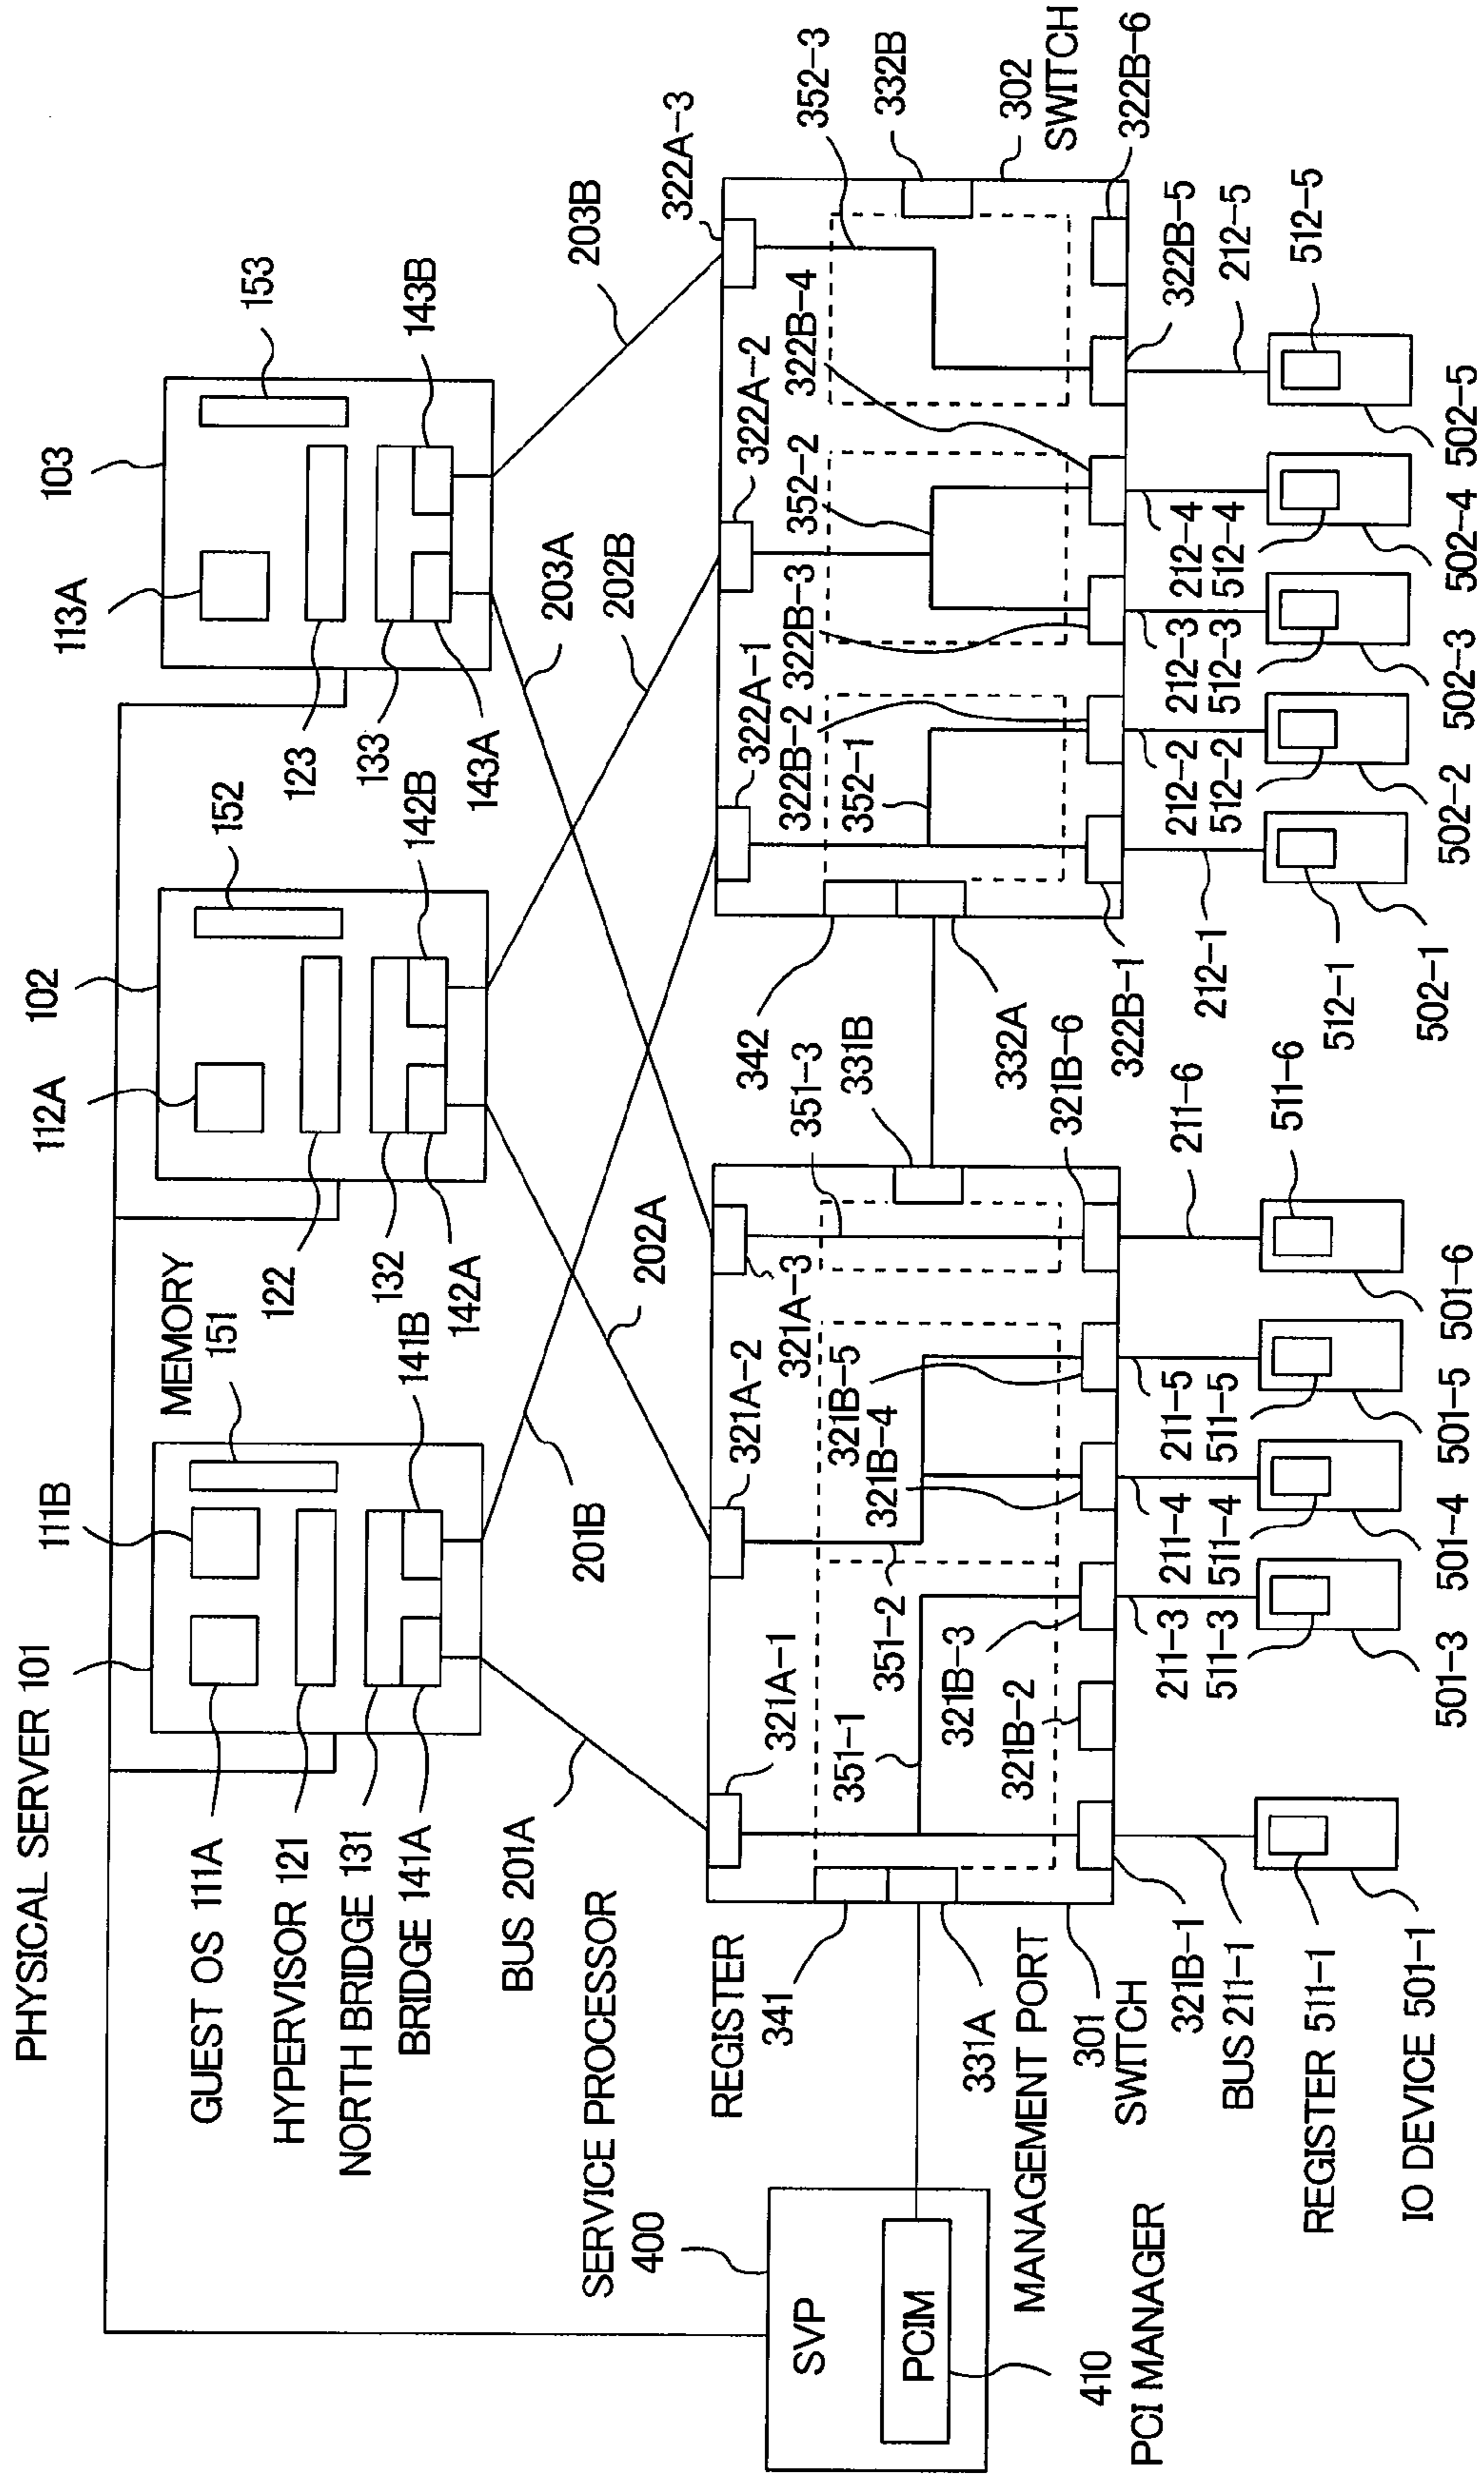 PHYSICAL SERVER 101
GUEST OS 111A
HYPERVISOR 121
NORTH BRIDGE 131
BRIDGE 141A
111B
MEMORY
151
141B
102
112A
122
132
142A
152
142B
103
113A
123
133
143A
153
143B
BUS 201A
201B
202A
202B
203A
203B
SERVICE PROCESSOR
400
SVP
PCIM
410
PCI MANAGER
REGISTER
341
331A
MANAGEMENT PORT
301
SWITCH
321A-1
321A-2
321A-3
351-1
351-2
351-3
331B
321B-1
321B-2
321B-3
321B-4
321B-5
321B-6
BUS 211-1
REGISTER 511-1
IO DEVICE 501-1
211-3
511-3
501-3
211-4
511-4
501-4
211-5
511-5
501-5
211-6
511-6
501-6
342
332A
322A-1
322A-2
322A-3
352-1
352-2
352-3
332B
302
SWITCH
322B-1
322B-2
322B-3
322B-4
322B-5
322B-6
212-1
512-1
502-1
212-2
512-2
502-2
212-3
512-3
502-3
212-4
512-4
502-4
212-5
512-5
502-5